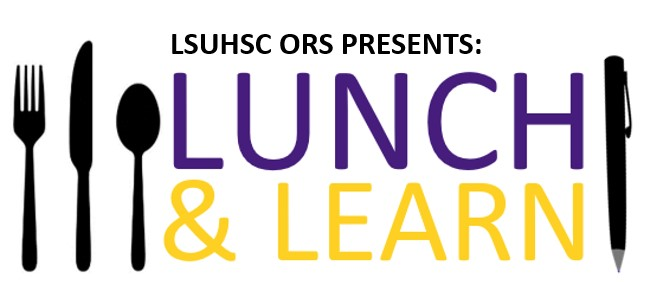 LSUHSC ORS PRESENTS:
LUNCH
& LEARN